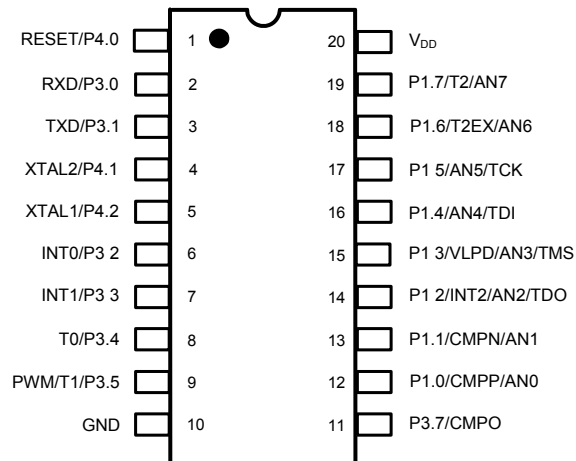 RESET/P4.0 1 20 VDD
RXD/P3.0 2 19 P1.7/T2/AN7
TXD/P3.1 3 18 P1.6/T2EX/AN6
XTAL2/P4.1 4 17 P1 5/AN5/TCK
XTAL1/P4.2 5 16 P1.4/AN4/TDI
INT0/P3 2 6 15 P1 3/VLPD/AN3/TMS
INT1/P3 3 7 14 P1 2/INT2/AN2/TDO
T0/P3.4 8 13 P1.1/CMPN/AN1
PWM/T1/P3.5 9 12 P1.0/CMPP/AN0
GND 10 11 P3.7/CMPO